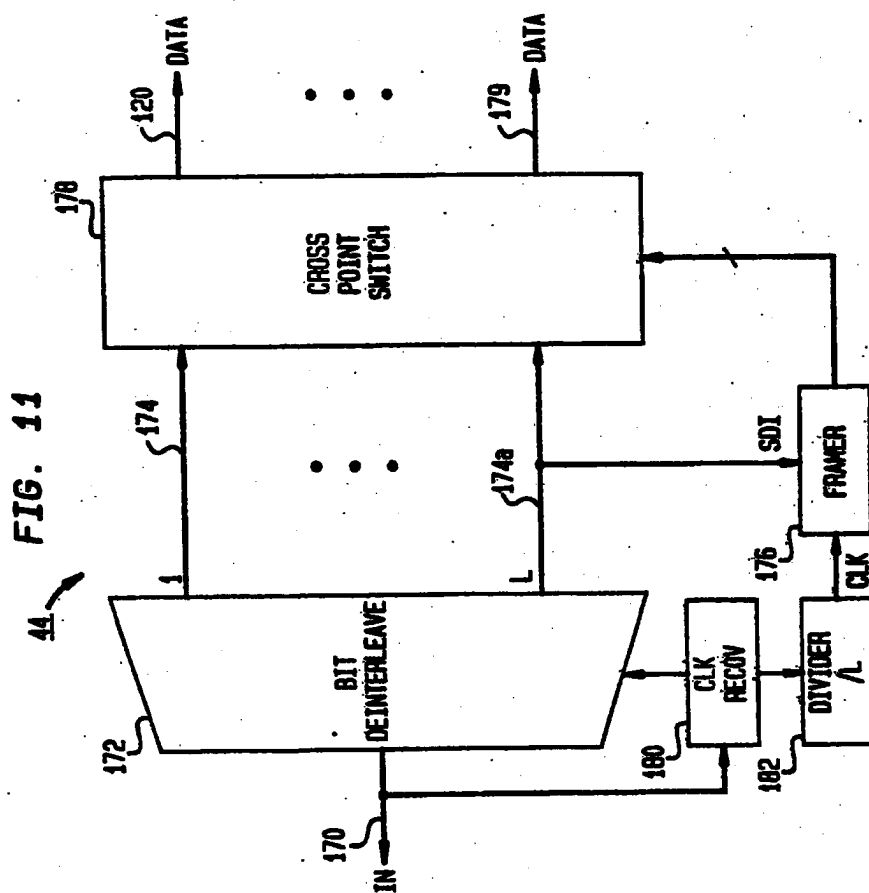 FIG. 11
44
IN
170
172
BIT
DEINTERLEAVE
1
L
174
174a
178
CROSS
POINT
SWITCH
120
DATA
179
DATA
180
CLK
RECOV
182
DIVIDER
/L
CLK
176
FRAMER
SDI